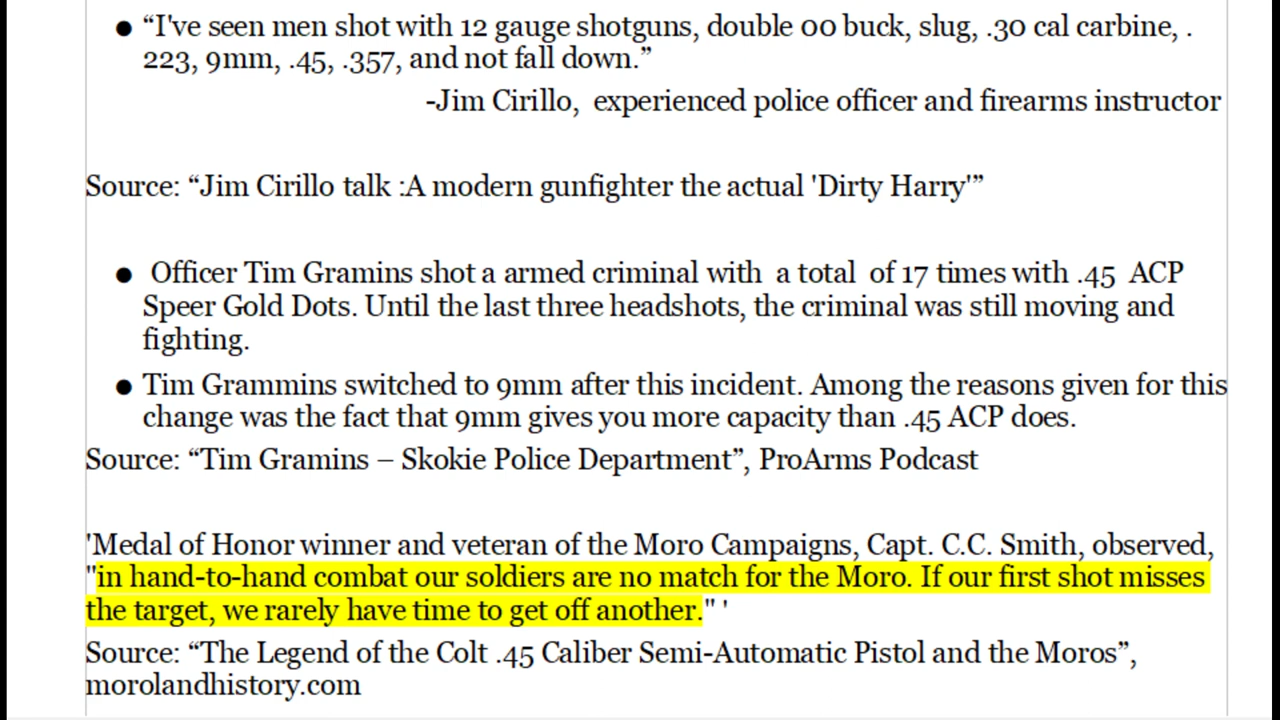 ● “I've seen men shot with 12 gauge shotguns, double 00 buck, slug, .30 cal carbine, .
223, 9mm, .45, .357, and not fall down.”
-Jim Cirillo,  experienced police officer and firearms instructor
Source: “Jim Cirillo talk :A modern gunfighter the actual 'Dirty Harry'”
●  Officer Tim Gramins shot a armed criminal with  a total  of 17 times with .45  ACP
Speer Gold Dots. Until the last three headshots, the criminal was still moving and
fighting.
● Tim Grammins switched to 9mm after this incident. Among the reasons given for this
change was the fact that 9mm gives you more capacity than .45 ACP does.
Source: “Tim Gramins – Skokie Police Department”, ProArms Podcast
'Medal of Honor winner and veteran of the Moro Campaigns, Capt. C.C. Smith, observed,
"in hand-to-hand combat our soldiers are no match for the Moro. If our first shot misses
the target, we rarely have time to get off another." '
Source: “The Legend of the Colt .45 Caliber Semi-Automatic Pistol and the Moros”,
morolandhistory.com